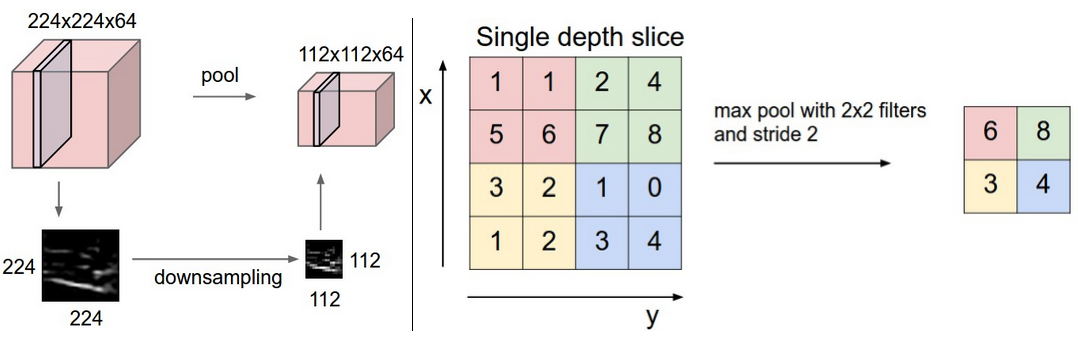 224x224x64
pool
112x112x64
224
224
downsampling
112
112
Single depth slice
x
1 1 2 4
5 6 7 8
3 2 1 0
1 2 3 4
y
max pool with 2x2 filters
and stride 2
6 8
3 4